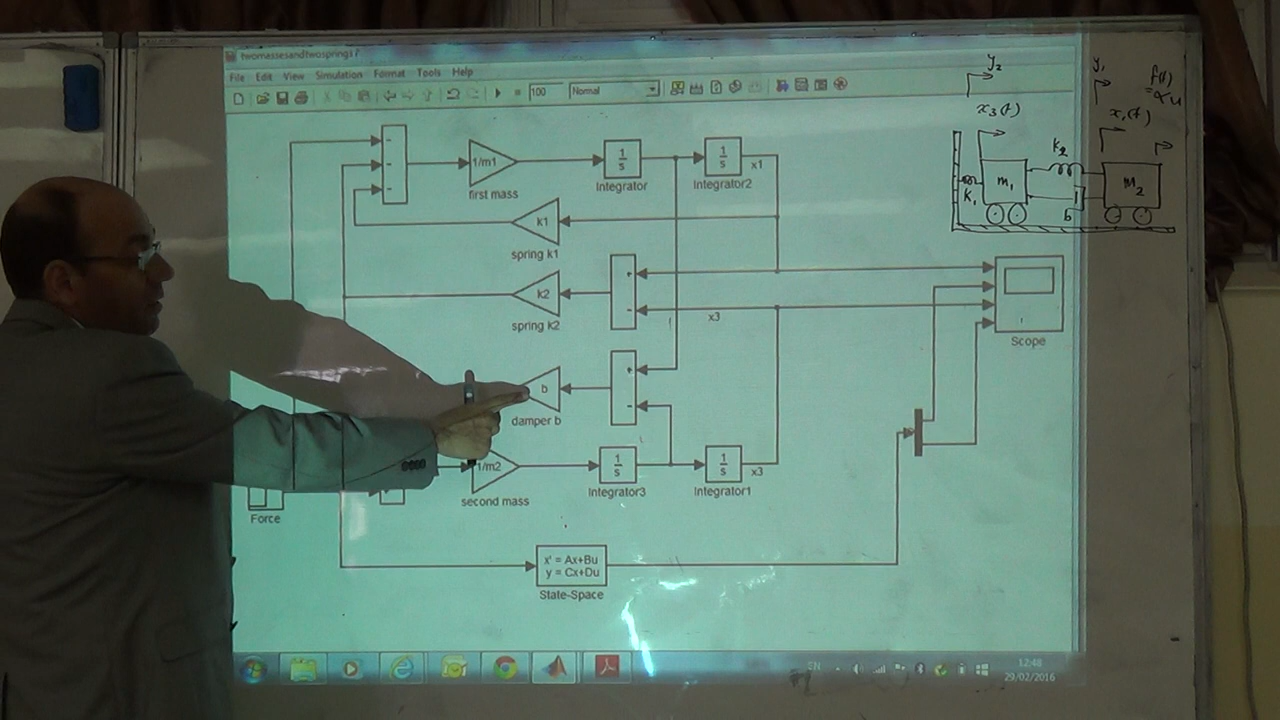 twomassesandtwosprings
File Edit View Simulation Format Tools Help
100 Normal
y2
y1
f(t)
= αu
x3(t)
x1(t)
k2
K1
m1
m2
b
1/m1
first mass
1
s
Integrator
1
s
Integrator2
x1
k1
spring k1
k2
spring k2
x3
Scope
b
damper b
1/m2
second mass
1
s
Integrator3
1
s
Integrator1
x3
Force
x' = Ax+Bu
y = Cx+Du
State-Space
EN
12:48
29/02/2016